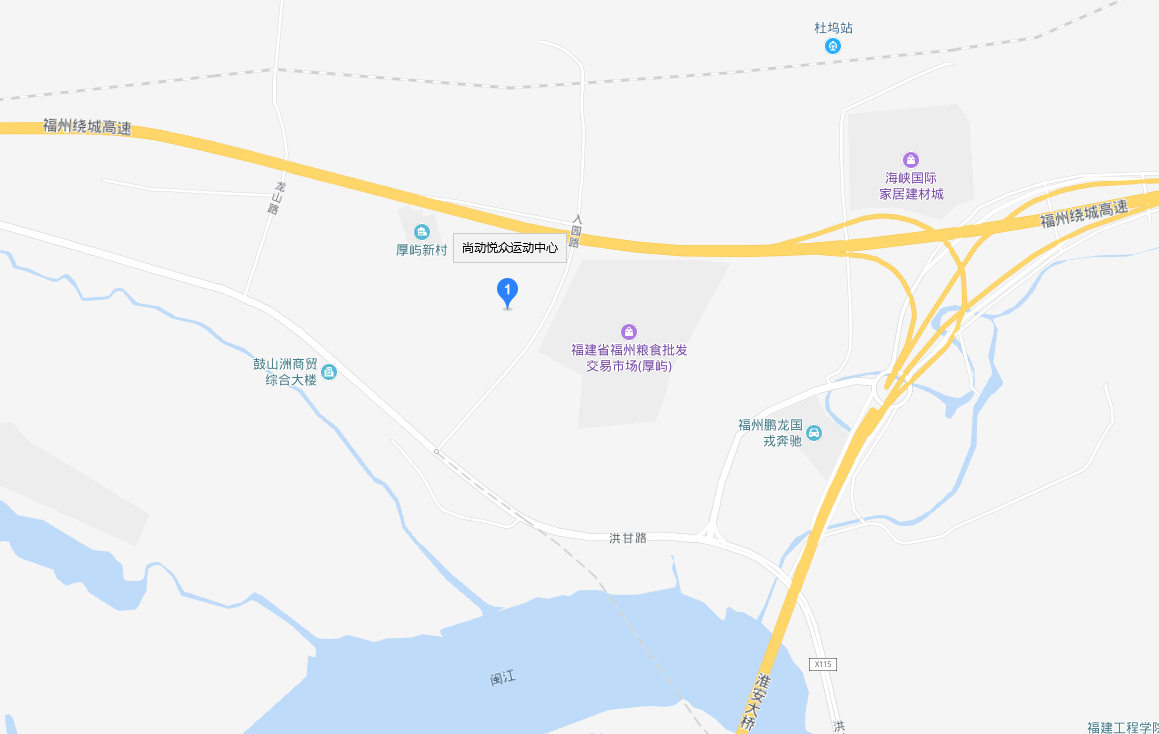 杜坞站
福州绕城高速
海峡国际
家居建材城
龙山路
福州绕城高速
入园路
厚屿新村
尚动悦众运动中心
1
福建省福州粮食批发
交易市场(厚屿)
鼓山洲商贸
综合大楼
福州鹏龙国
戎奔驰
洪甘路
X115
闽江
淮安大桥
洪
福建工程学院